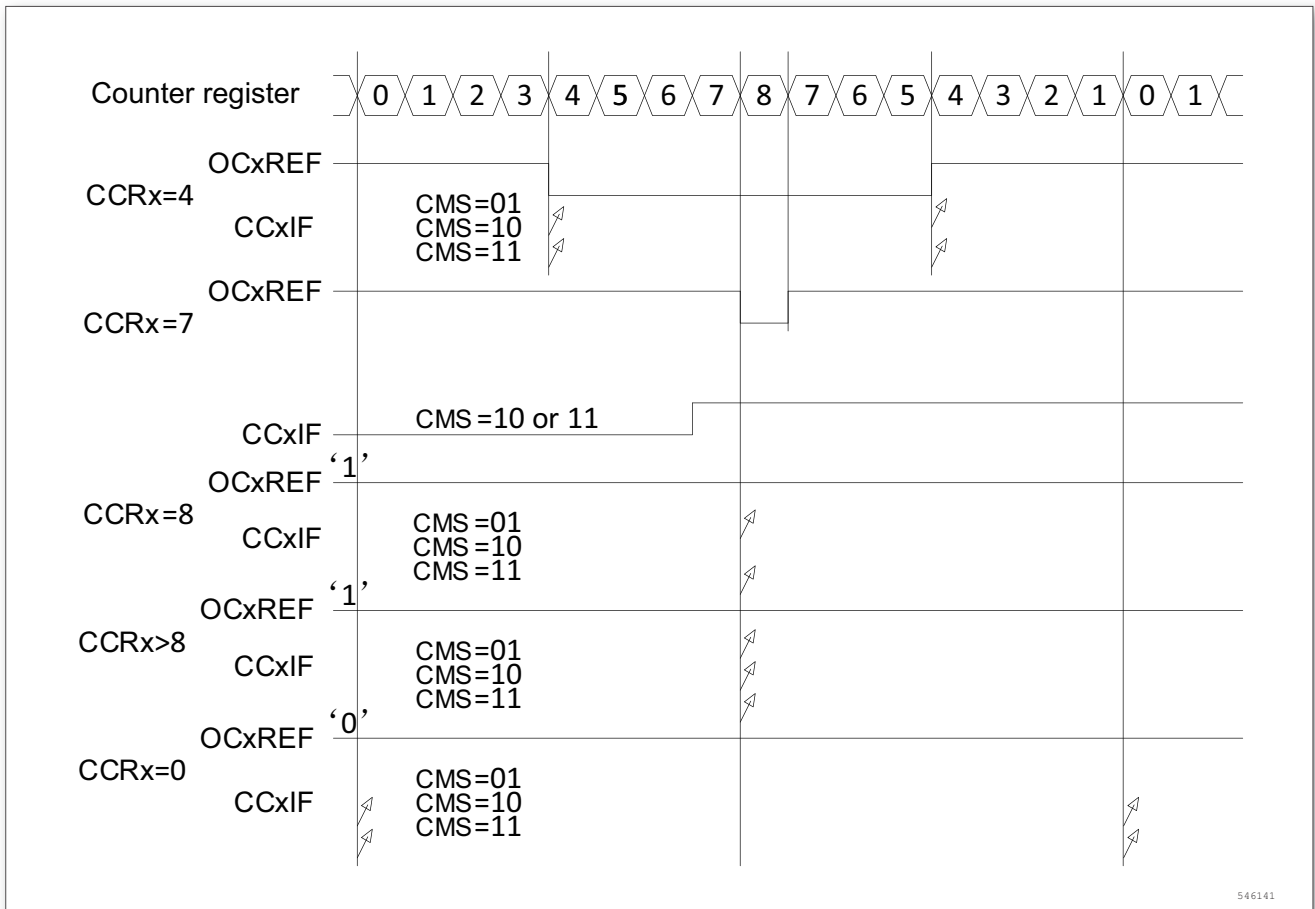 Counter register 0 1 2 3 4 5 6 7 8 7 6 5 4 3 2 1 0 1
OCxREF
CCRx=4
CMS=01
CCxIF
CMS=10
CMS=11
OCxREF
CCRx=7
CMS=10 or 11
CCxIF
‘1’
OCxREF
CCRx=8
CMS=01
CCxIF
CMS=10
CMS=11
‘1’
OCxREF
CCRx>8
CMS=01
CCxIF
CMS=10
CMS=11
‘0’
OCxREF
CCRx=0
CMS=01
CCxIF
CMS=10
CMS=11
546141